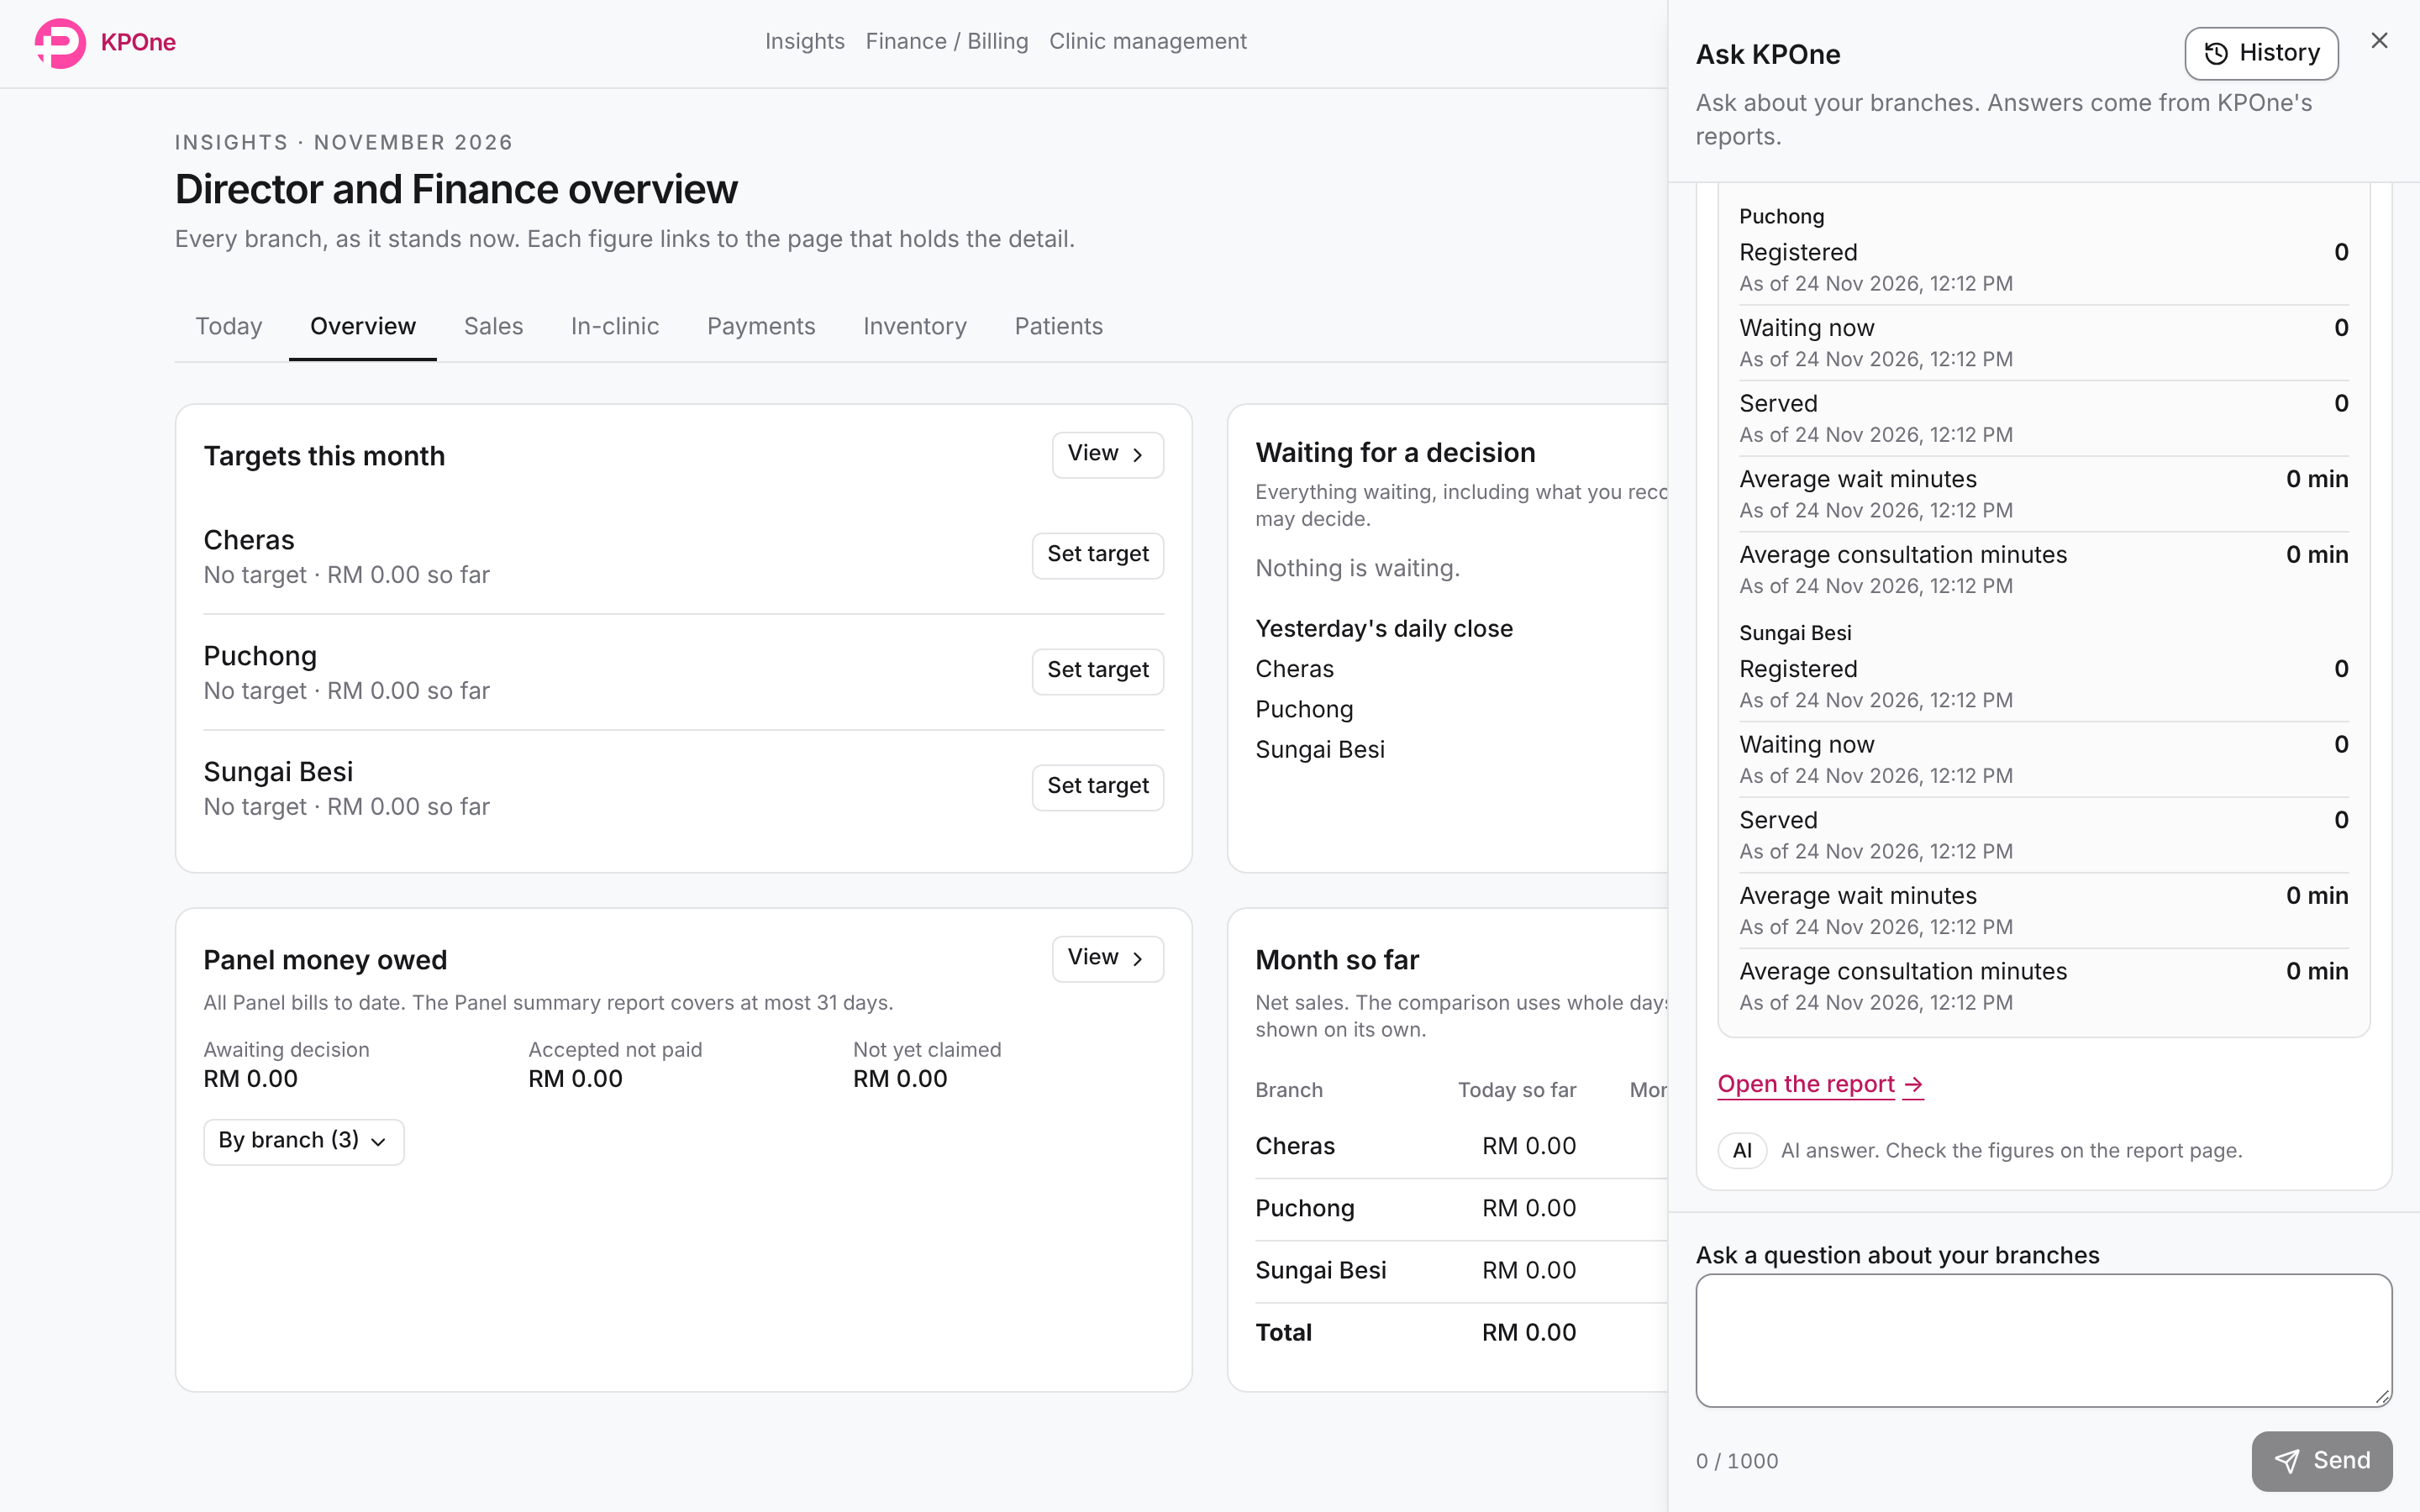 KPOne
Insights
Finance / Billing
Clinic management
INSIGHTS · NOVEMBER 2026
Director and Finance overview
Every branch, as it stands now. Each figure links to the page that holds the detail.
Today
Overview
Sales
In-clinic
Payments
Inventory
Patients
Targets this month
View
Cheras
No target · RM 0.00 so far
Set target
Puchong
No target · RM 0.00 so far
Set target
Sungai Besi
No target · RM 0.00 so far
Set target
Waiting for a decision
Everything waiting, including what you
may decide.
Nothing is waiting.
Yesterday's daily close
Cheras
Puchong
Sungai Besi
Panel money owed
View
All Panel bills to date. The Panel summary report covers at most 31 days.
Awaiting decision
RM 0.00
Accepted not paid
RM 0.00
Not yet claimed
RM 0.00
By branch (3)
Month so far
Net sales. The comparison uses whole days
shown on its own.
Branch
Today so far
Cheras
RM 0.00
Puchong
RM 0.00
Sungai Besi
RM 0.00
Total
RM 0.00
Ask KPOne
History
Ask about your branches. Answers come from KPOne's
reports.
Puchong
Registered
0
As of 24 Nov 2026, 12:12 PM
Waiting now
0
As of 24 Nov 2026, 12:12 PM
Served
0
As of 24 Nov 2026, 12:12 PM
Average wait minutes
0 min
As of 24 Nov 2026, 12:12 PM
Average consultation minutes
0 min
As of 24 Nov 2026, 12:12 PM
Sungai Besi
Registered
0
As of 24 Nov 2026, 12:12 PM
Waiting now
0
As of 24 Nov 2026, 12:12 PM
Served
0
As of 24 Nov 2026, 12:12 PM
Average wait minutes
0 min
As of 24 Nov 2026, 12:12 PM
Average consultation minutes
0 min
As of 24 Nov 2026, 12:12 PM
Open the report →
AI
AI answer. Check the figures on the report page.
Ask a question about your branches
0 / 1000
Send